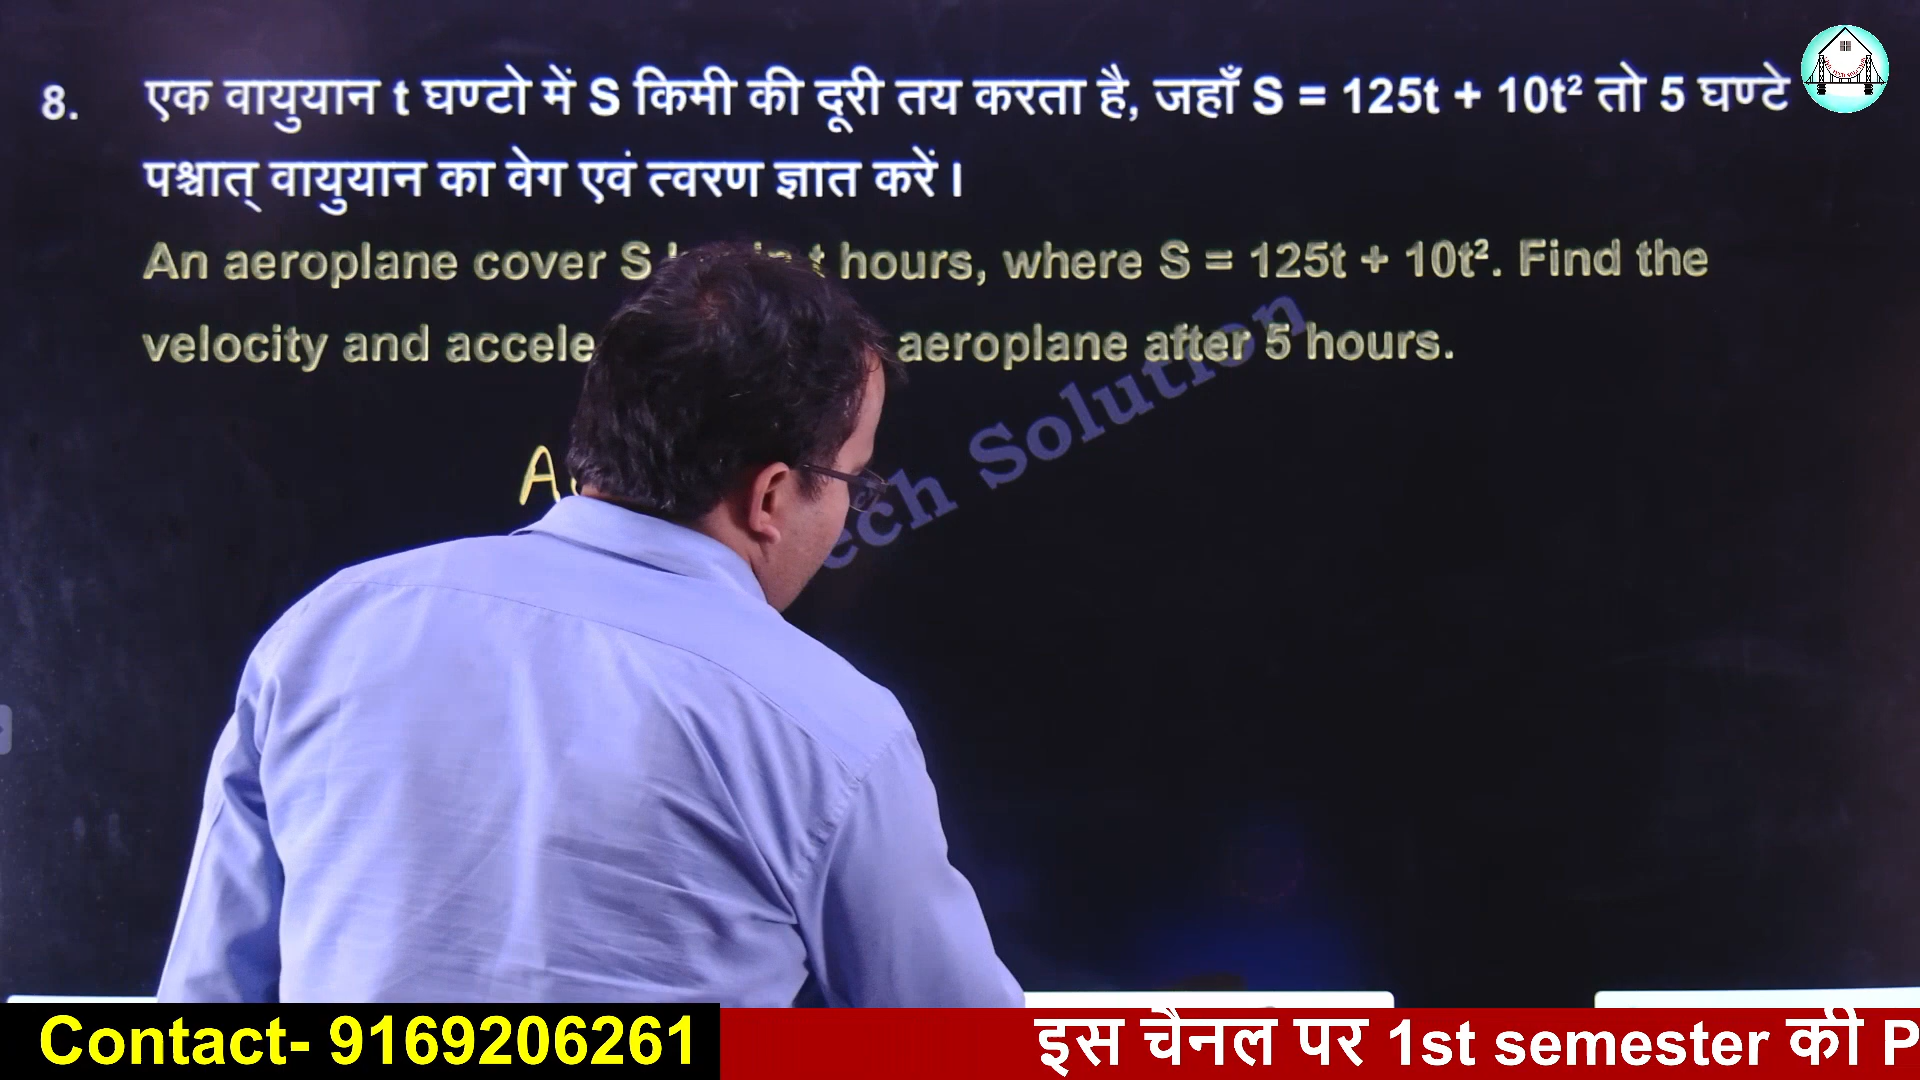 8. एक वायुयान t घण्टो में S किमी की दूरी तय करता है, जहाँ S = 125t + 10t² तो 5 घण्टे
पश्चात् वायुयान का वेग एवं त्वरण ज्ञात करें।
An aeroplane cover S in t hours, where S = 125t + 10t². Find the
velocity and accele aeroplane after 5 hours.
A
ech Solution
Contact- 9169206261
इस चैनल पर 1st semester की P